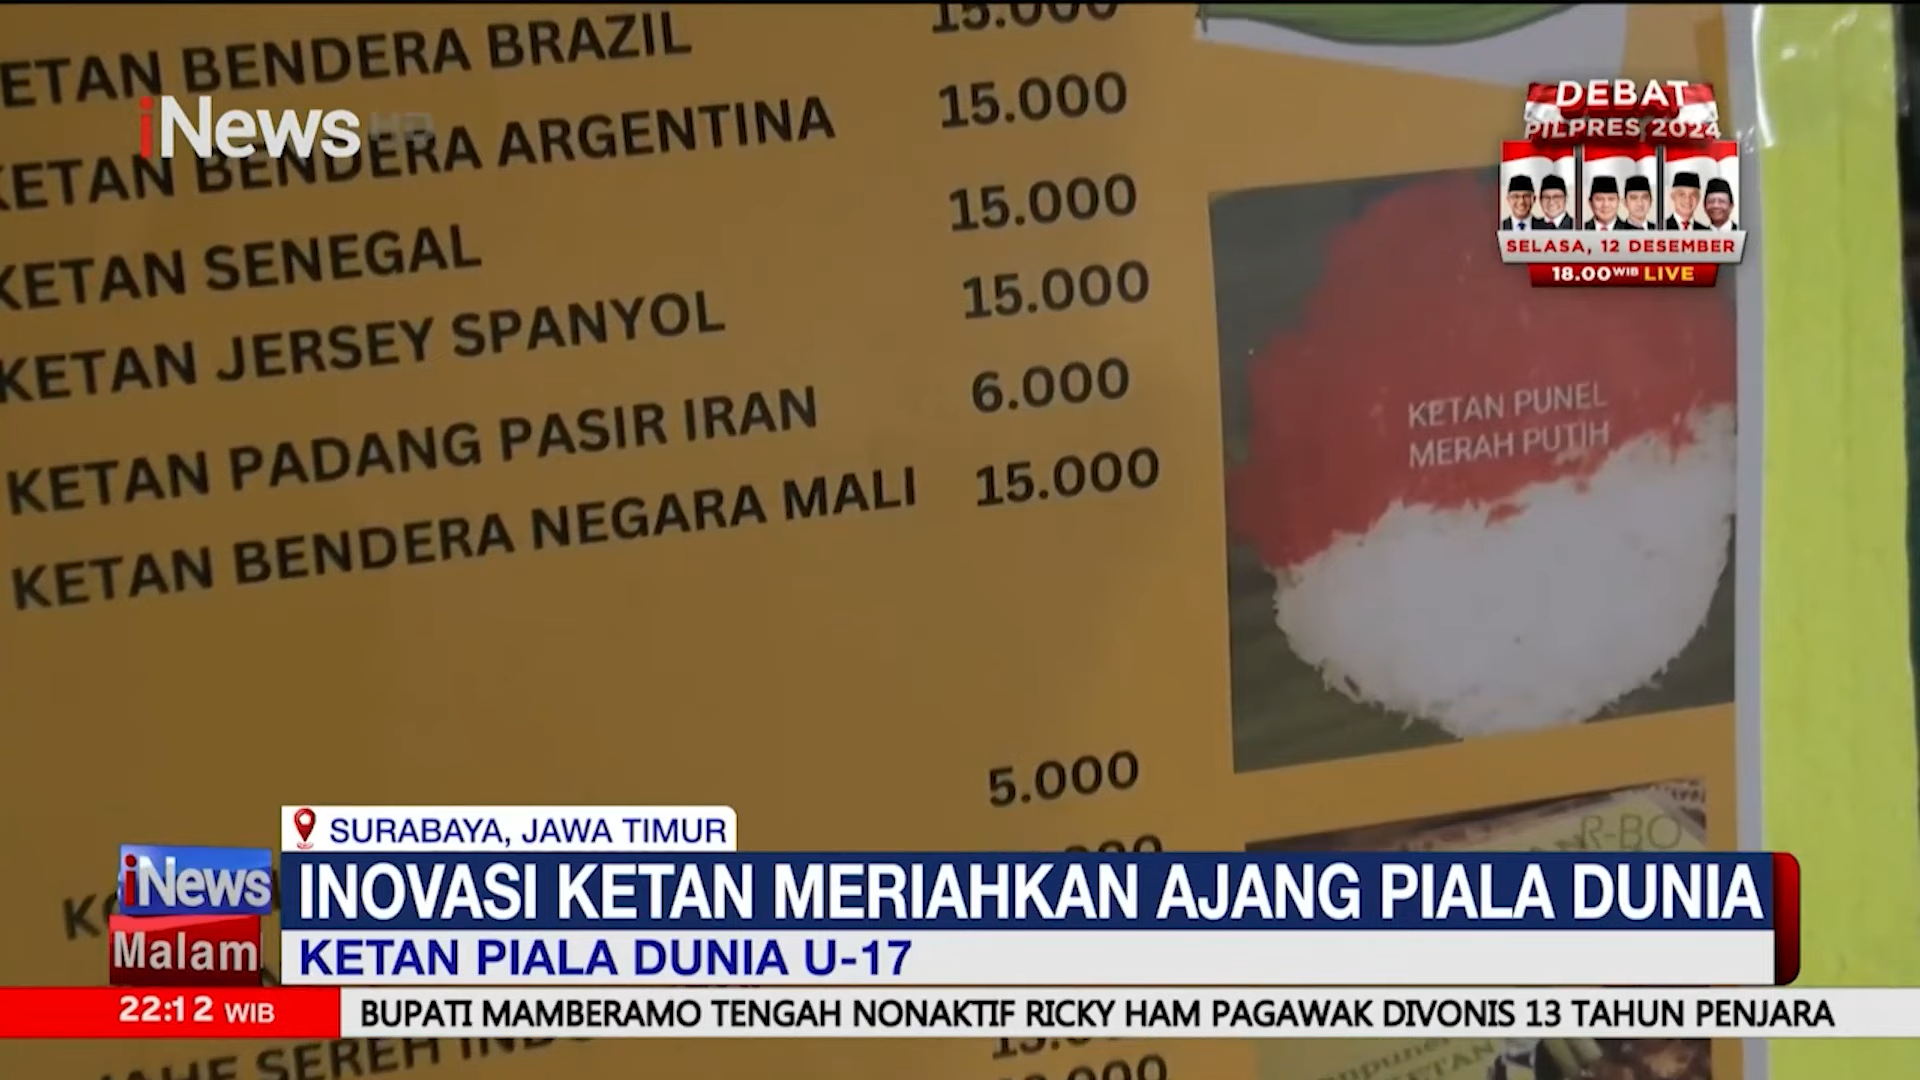 KETAN BENDERA BRAZIL 15.000
KETAN BENDERA ARGENTINA 15.000
KETAN SENEGAL 15.000
KETAN JERSEY SPANYOL 15.000
KETAN PADANG PASIR IRAN 6.000
KETAN BENDERA NEGARA MALI 15.000
5.000
iNews
HD
DEBAT
PILPRES 2024
SELASA, 12 DESEMBER
18.00 WIB LIVE
KETAN PUNEL
MERAH PUTIH
R-BO
SURABAYA, JAWA TIMUR
iNews
Malam
INOVASI KETAN MERIAHKAN AJANG PIALA DUNIA
KETAN PIALA DUNIA U-17
22:12 WIB
BUPATI MAMBERAMO TENGAH NONAKTIF RICKY HAM PAGAWAK DIVONIS 13 TAHUN PENJARA
SEREH
KETAN